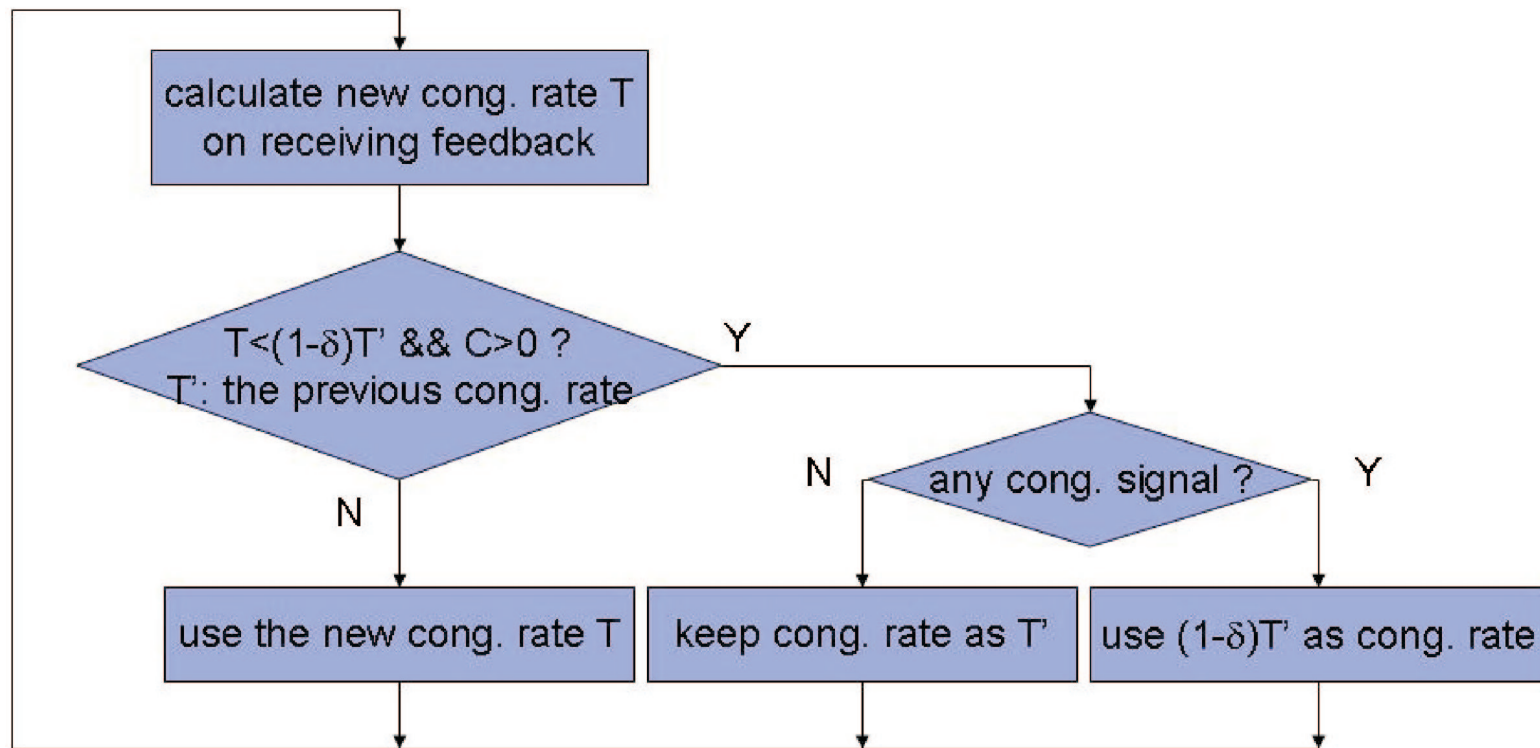 calculate new cong. rate T
on receiving feedback
T<(1-δ)T’ && C>0 ?
T’: the previous cong. rate
Y
N
any cong. signal ?
N
Y
use the new cong. rate T
keep cong. rate as T’
use (1-δ)T’ as cong. rate